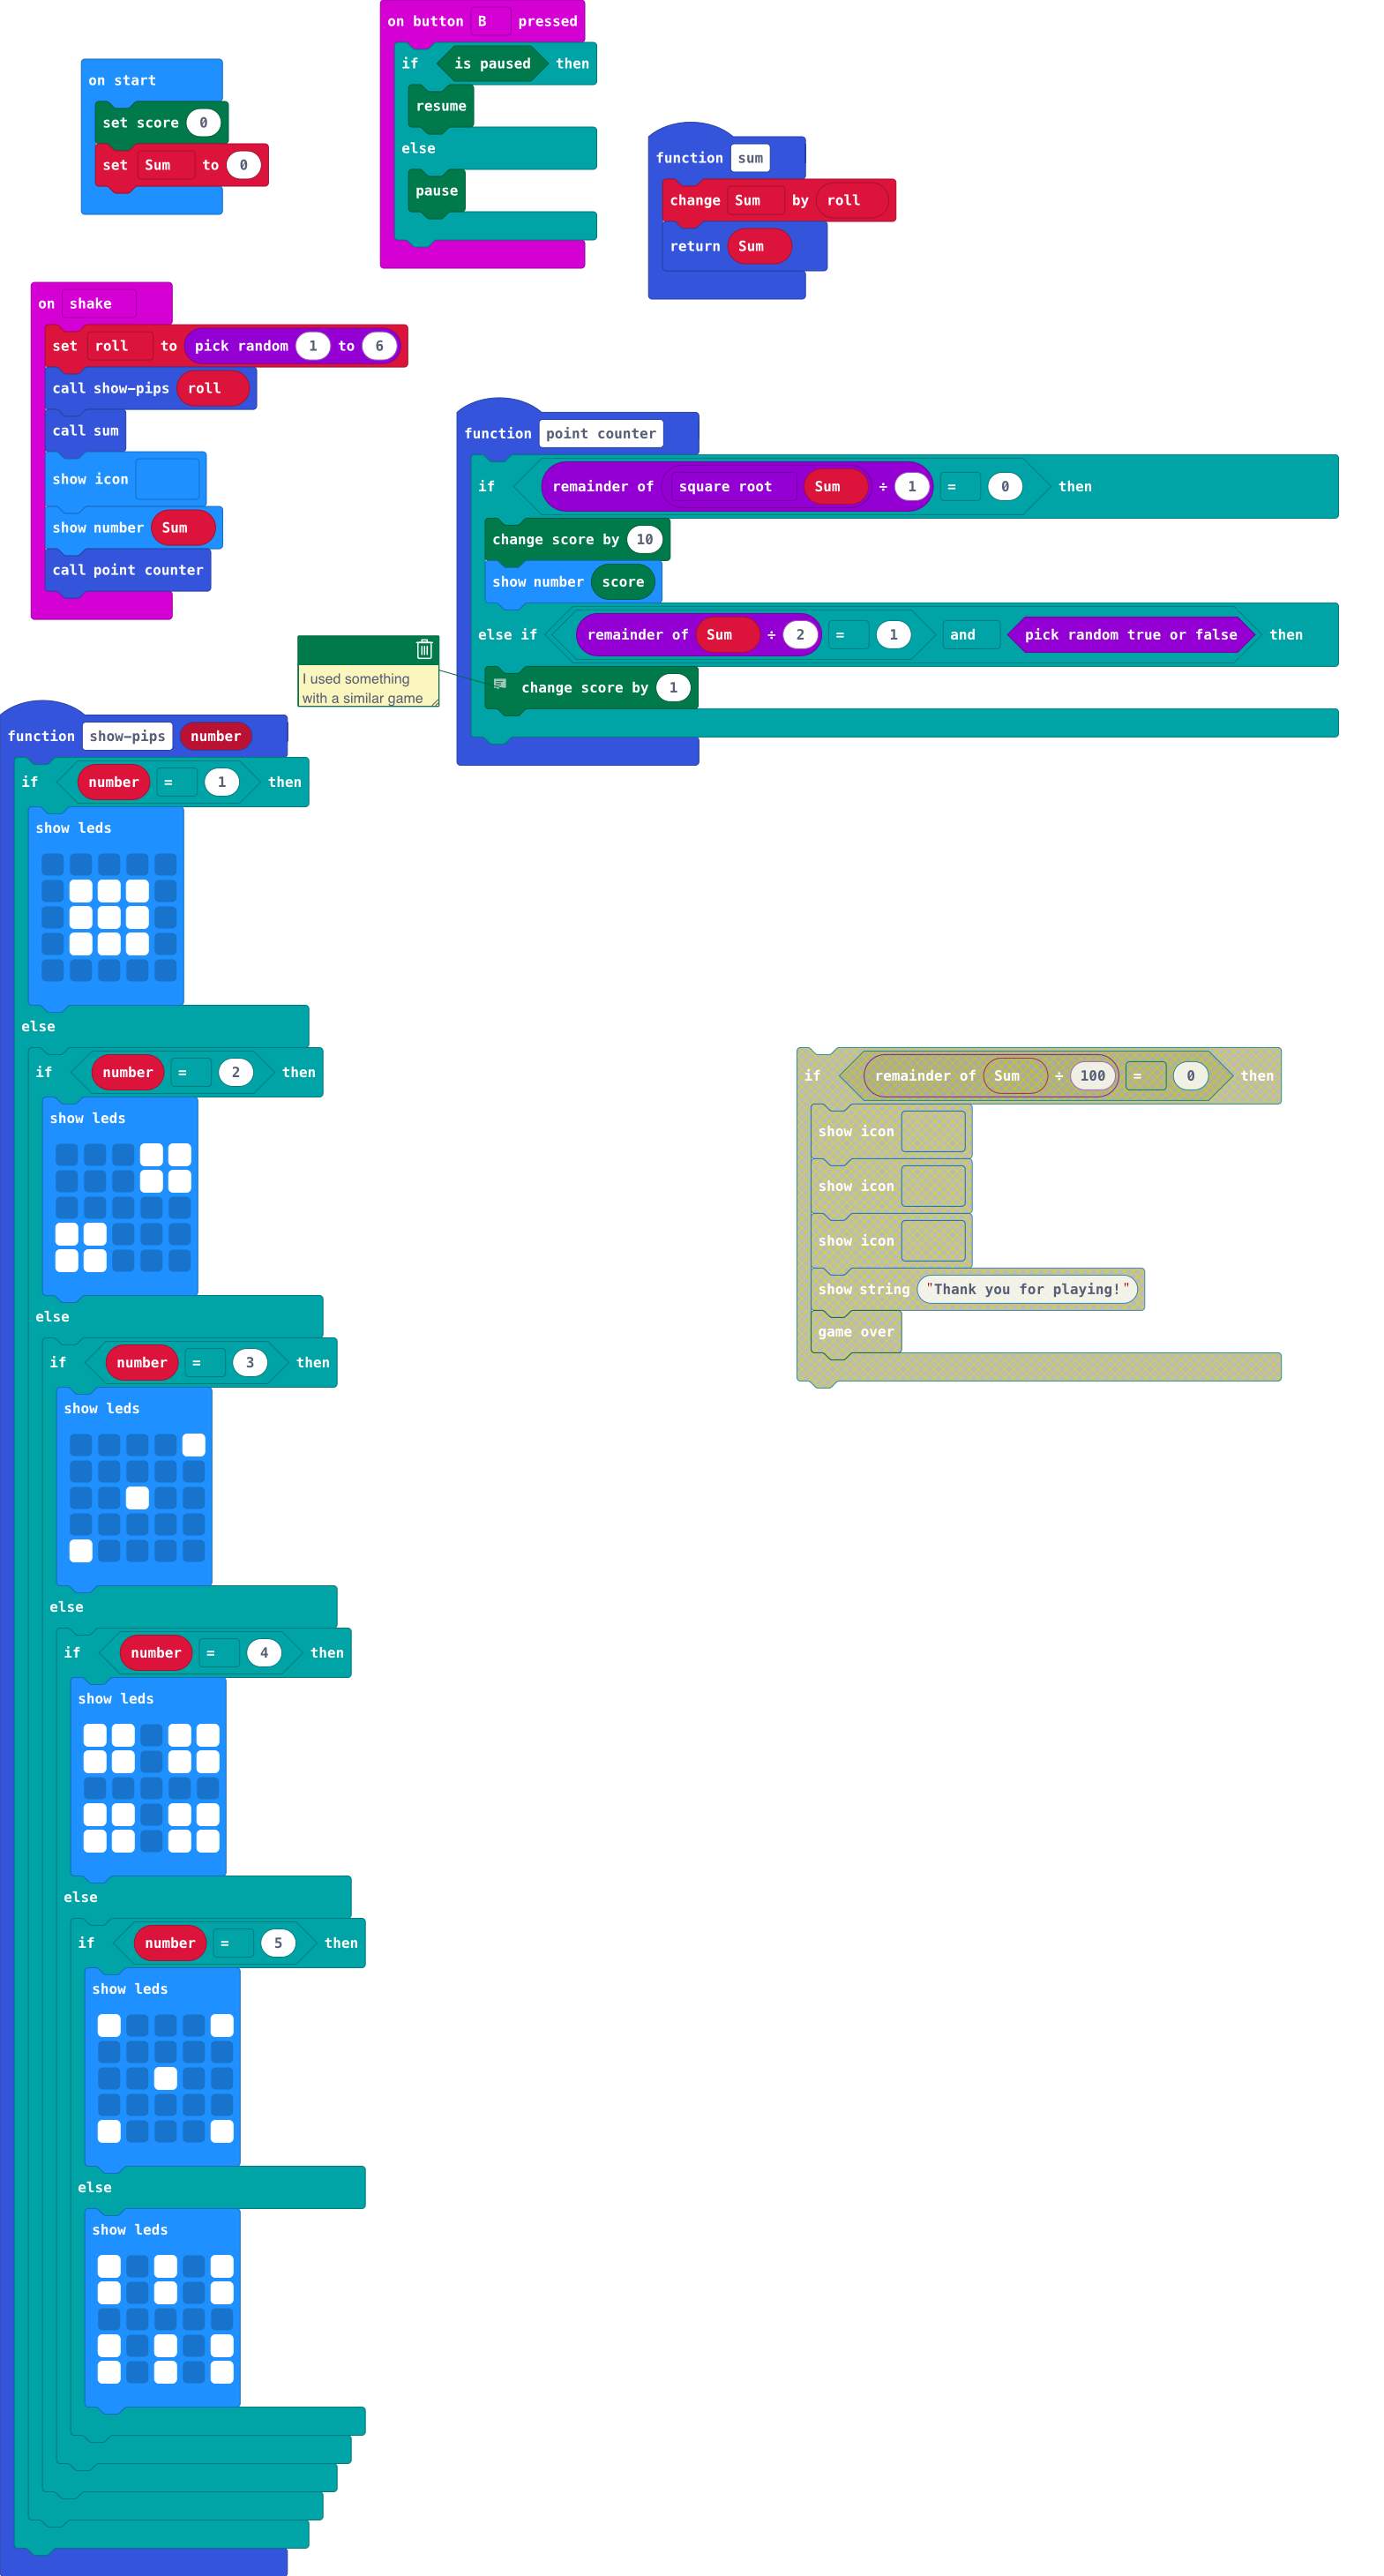 on button B pressed
if is paused then
resume
else
pause
on start
set score 0
set Sum to 0
function sum
change Sum by roll
return Sum
on shake
set roll to pick random 1 to 6
call show-pips roll
call sum
show icon
show number Sum
call point counter
function point counter
if remainder of square root Sum ÷ 1 = 0 then
change score by 10
show number score
else if remainder of Sum ÷ 2 = 1 and pick random true or false then
change score by 1
I used something
with a similar game
function show-pips number
if number = 1 then
show leds
else
if number = 2 then
show leds
else
if number = 3 then
show leds
else
if number = 4 then
show leds
else
if number = 5 then
show leds
else
show leds
if remainder of Sum ÷ 100 = 0 then
show icon
show icon
show icon
show string "Thank you for playing!"
game over